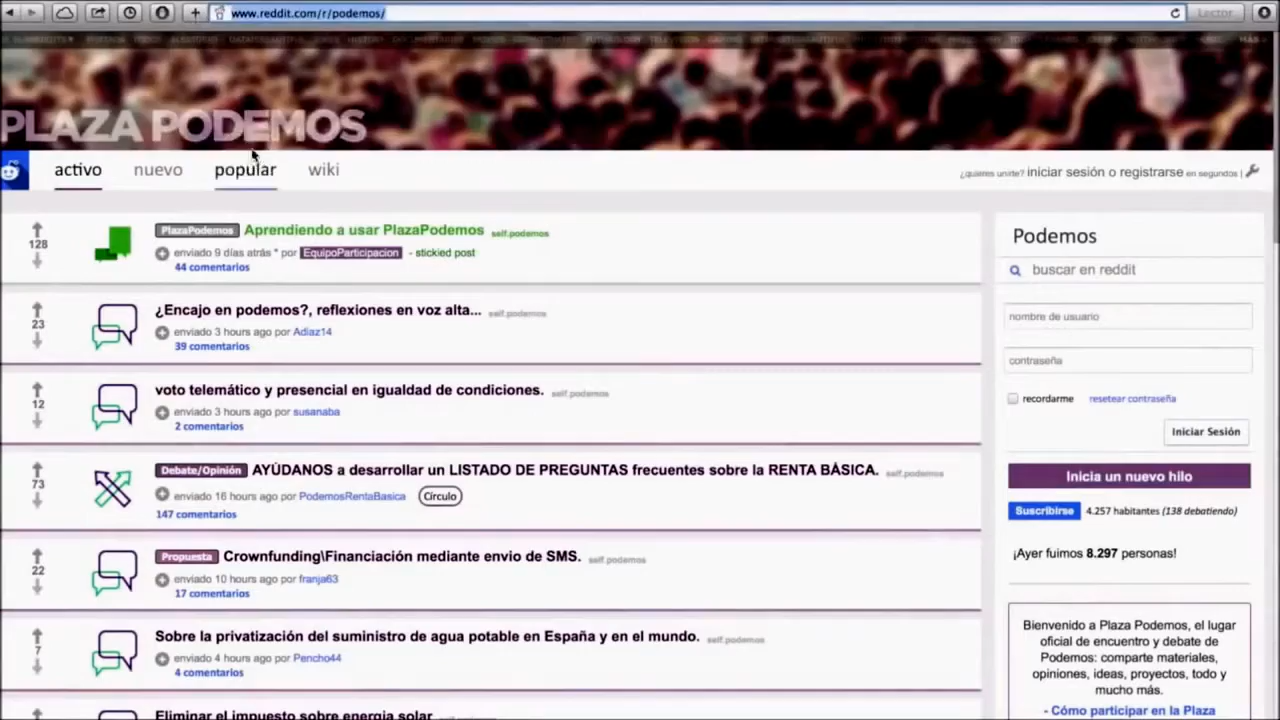 www.reddit.com/r/podemos/
Lector
PLAZA PODEMOS
activo nuevo popular wiki
¿quieres unirte? iniciar sesión o registrarse en segundos |
128
PlazaPodemos Aprendiendo a usar PlazaPodemos self.podemos
enviado 9 días atrás * por EquipoParticipacion - stickied post
44 comentarios
23
¿Encajo en podemos?, reflexiones en voz alta... self.podemos
enviado 3 hours ago por Adiaz14
39 comentarios
12
voto telemático y presencial en igualdad de condiciones. self.podemos
enviado 3 hours ago por susanaba
2 comentarios
73
Debate/Opinión AYÚDANOS a desarrollar un LISTADO DE PREGUNTAS frecuentes sobre la RENTA BÁSICA. self.podemos
enviado 16 hours ago por PodemosRentaBasica Círculo
147 comentarios
22
Propuesta Crownfunding\Financiación mediante envio de SMS. self.podemos
enviado 10 hours ago por franja63
17 comentarios
7
Sobre la privatización del suministro de agua potable en España y en el mundo. self.podemos
enviado 4 hours ago por Pencho44
4 comentarios
Eliminar el impuesto sobre energia solar
Podemos
buscar en reddit
nombre de usuario
contraseña
recordarme resetear contraseña
Iniciar Sesión
Inicia un nuevo hilo
Suscribirse 4.257 habitantes (138 debatiendo)
¡Ayer fuimos 8.297 personas!
Bienvenido a Plaza Podemos, el lugar
oficial de encuentro y debate de
Podemos: comparte materiales,
opiniones, ideas, proyectos, todo y
mucho más.
- Cómo participar en la Plaza